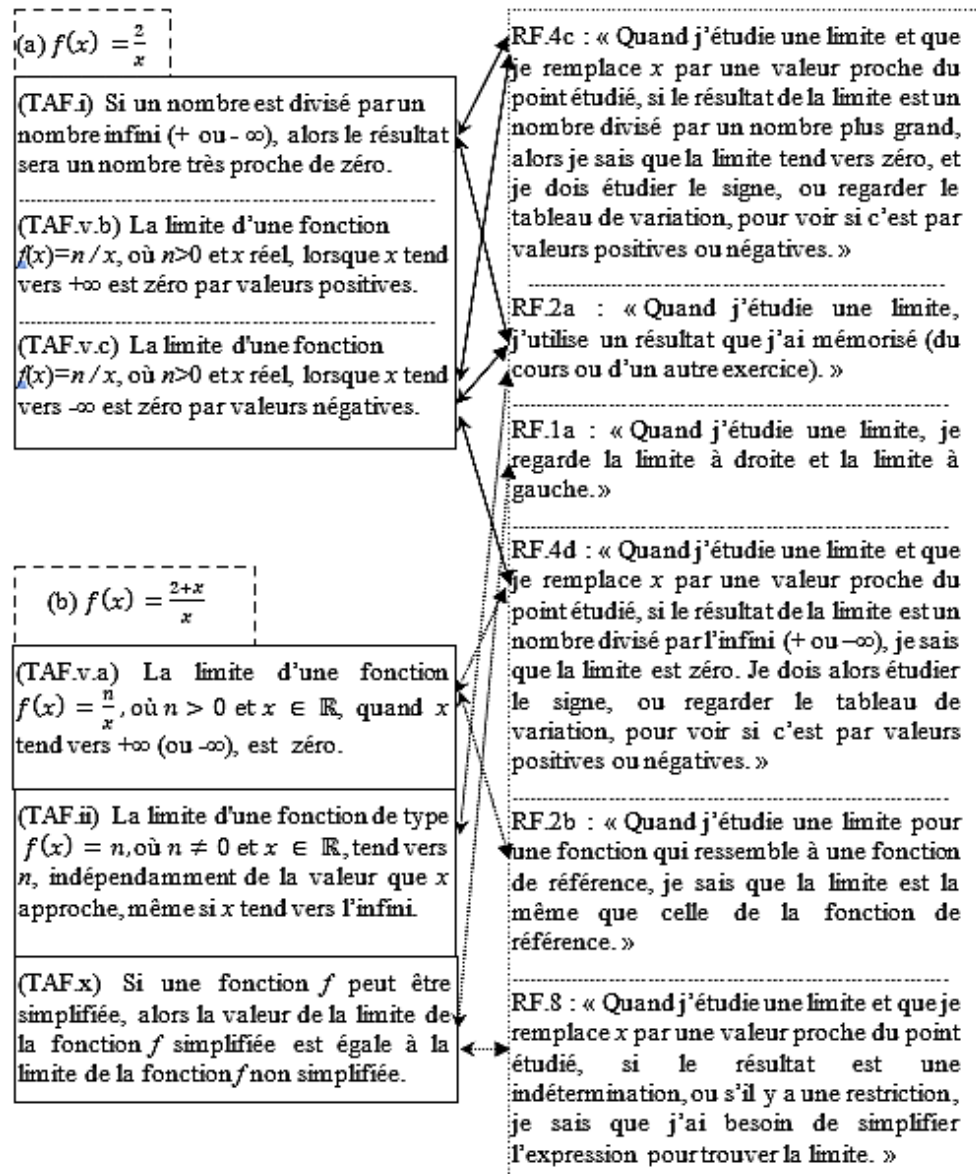 (a) f(x) = 2/x
(TAF.i) Si un nombre est divisé par un
nombre infini (+ ou - ∞), alors le résultat
sera un nombre très proche de zéro.
(TAF.v.b) La limite d'une fonction
f(x)=n / x, où n>0 et x réel, lorsque x tend
vers +∞ est zéro par valeurs positives.
(TAF.v.c) La limite d'une fonction
f(x)=n / x, où n>0 et x réel, lorsque x tend
vers -∞ est zéro par valeurs négatives.
(b) f(x) = 2+x/x
(TAF.v.a) La limite d'une fonction
f(x) = n/x, où n > 0 et x ∈ ℝ, quand x
tend vers +∞ (ou -∞), est zéro.
(TAF.ii) La limite d'une fonction de type
f(x) = n, où n ≠ 0 et x ∈ ℝ, tend vers
n, indépendamment de la valeur que x
approche, même si x tend vers l'infini.
(TAF.x) Si une fonction f peut être
simplifiée, alors la valeur de la limite de
la fonction f simplifiée est égale à la
limite de la fonction f non simplifiée.
RF.4c : « Quand j'étudie une limite et que
je remplace x par une valeur proche du
point étudié, si le résultat de la limite est un
nombre divisé par un nombre plus grand,
alors je sais que la limite tend vers zéro, et
je dois étudier le signe, ou regarder le
tableau de variation, pour voir si c'est par
valeurs positives ou négatives. »
RF.2a : « Quand j'étudie une limite,
j'utilise un résultat que j'ai mémorisé (du
cours ou d'un autre exercice). »
RF.1a : « Quand j'étudie une limite, je
regarde la limite à droite et la limite à
gauche. »
RF.4d : « Quand j'étudie une limite et que
je remplace x par une valeur proche du
point étudié, si le résultat de la limite est un
nombre divisé par l'infini (+ ou –∞), je sais
que la limite est zéro. Je dois alors étudier
le signe, ou regarder le tableau de
variation, pour voir si c'est par valeurs
positives ou négatives. »
RF.2b : « Quand j'étudie une limite pour
une fonction qui ressemble à une fonction
de référence, je sais que la limite est la
même que celle de la fonction de
référence. »
RF.8 : « Quand j'étudie une limite et que je
remplace x par une valeur proche du point
étudié, si le résultat est une
indétermination, ou s'il y a une restriction,
je sais que j'ai besoin de simplifier
l'expression pour trouver la limite. »